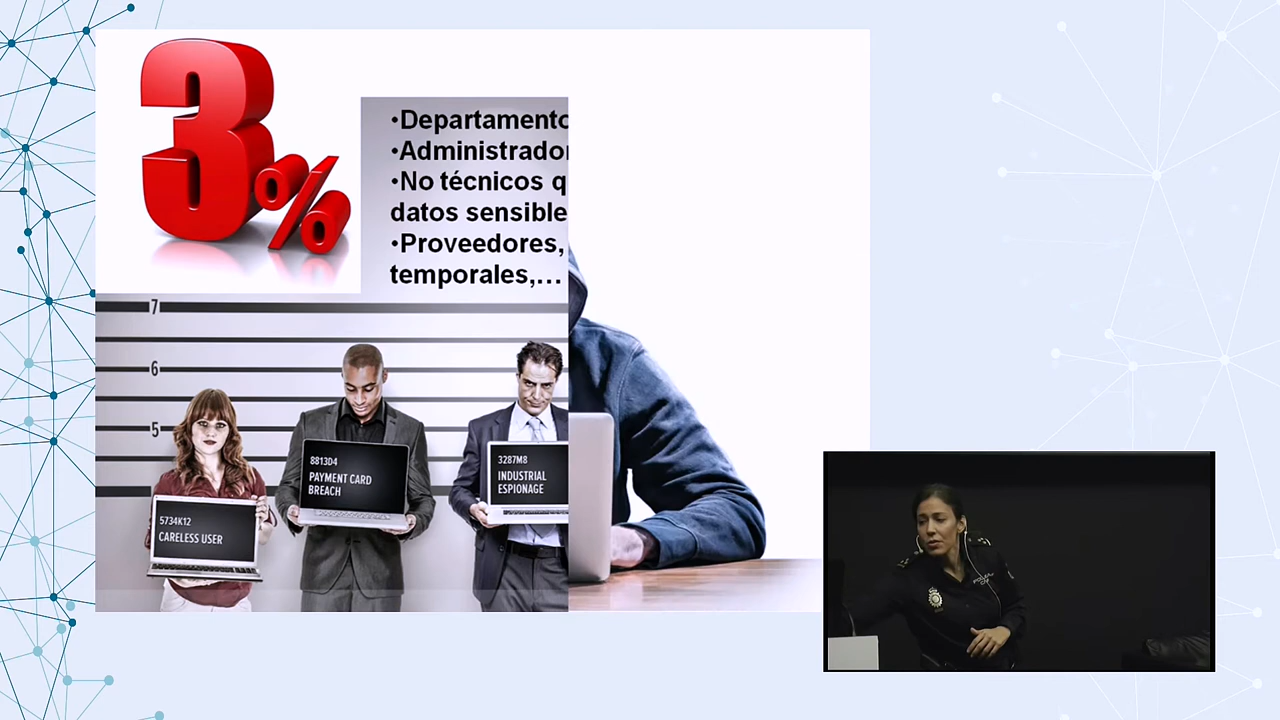 3%
•Departamento
•Administrador
•No técnicos q
datos sensible
•Proveedores,
temporales,...
7
6
5
8813D4
PAYMENT CARD
BREACH
3287M8
INDUSTRIAL
ESPIONAGE
5734K12
CARELESS USER